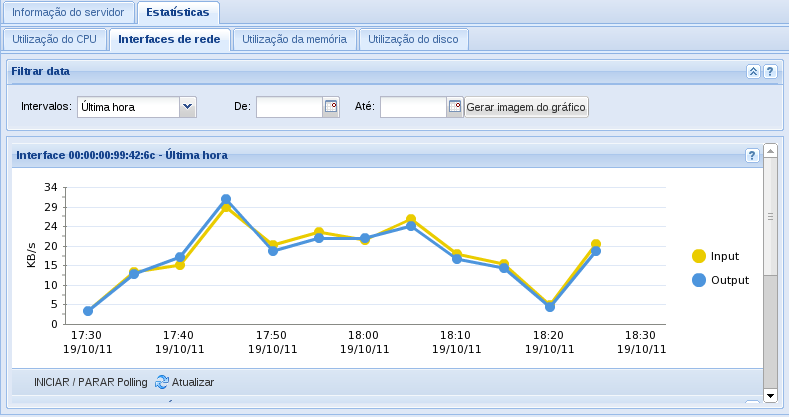 Informação do servidor Estatísticas
Utilização do CPU Interfaces de rede Utilização da memória Utilização do disco
Filtrar data ?
Intervalos: Última hora De: Até: Gerar imagem do gráfico
Interface 00:00:00:99:42:6c - Última hora ?
34
29
24
20
15
10
5
0
KB/s
Input
Output
17:30 17:40 17:50 18:00 18:10 18:20 18:30
19/10/11 19/10/11 19/10/11 19/10/11 19/10/11 19/10/11 19/10/11
INICIAR / PARAR Polling Atualizar